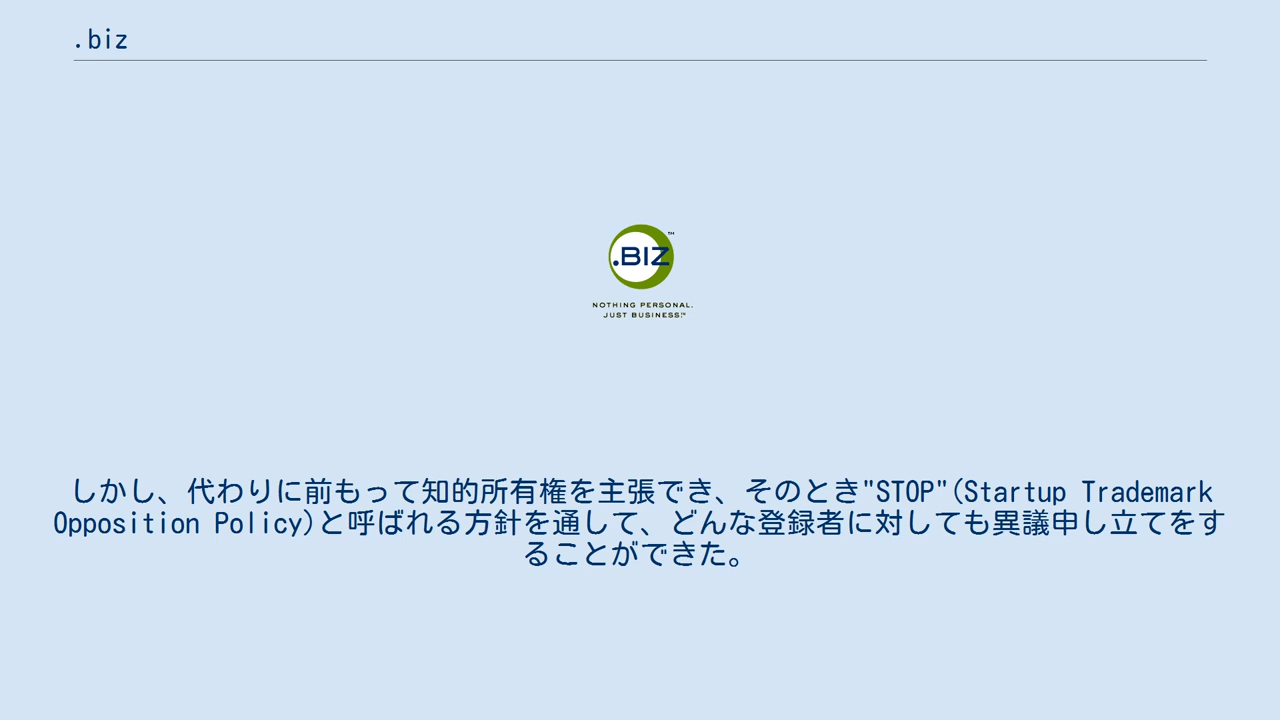 .biz
.BIZ™
NOTHING PERSONAL.
JUST BUSINESS.™
しかし、代わりに前もって知的所有権を主張でき、そのとき"STOP"(Startup Trademark
Opposition Policy)と呼ばれる方針を通して、どんな登録者に対しても異議申し立てをす
ることができた。